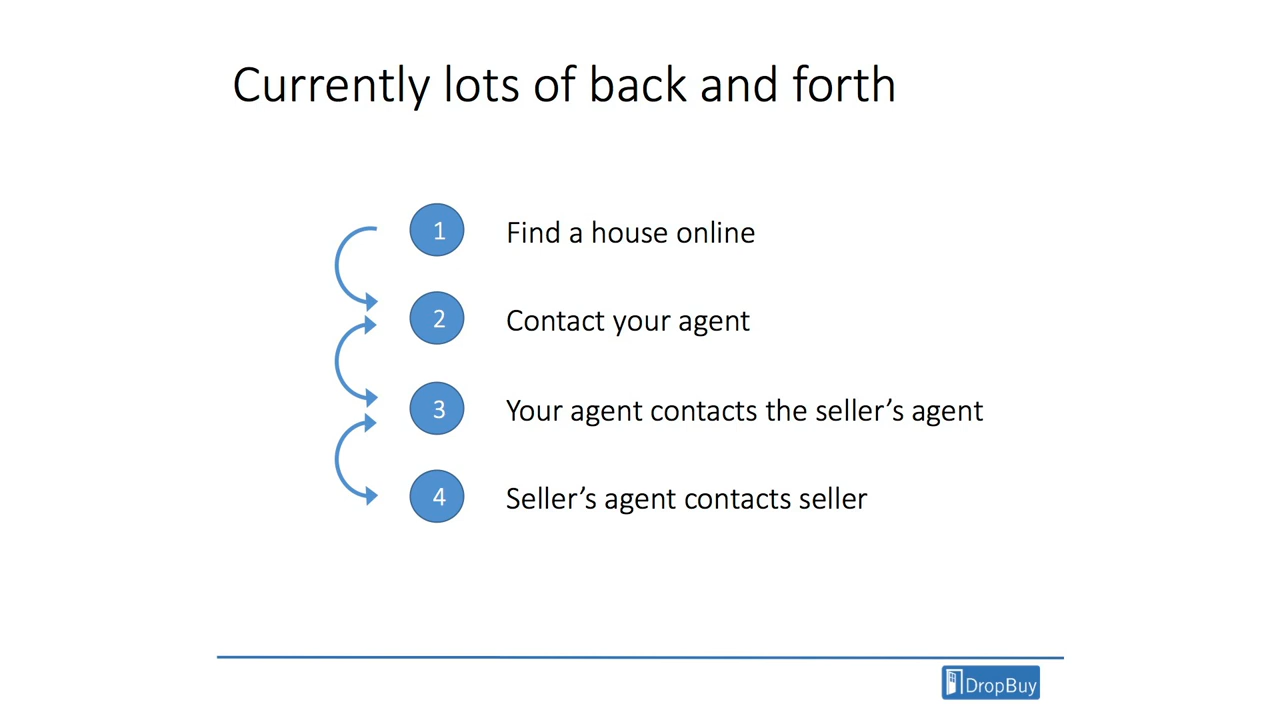 Currently lots of back and forth
1 Find a house online
2 Contact your agent
3 Your agent contacts the seller’s agent
4 Seller’s agent contacts seller
DropBuy